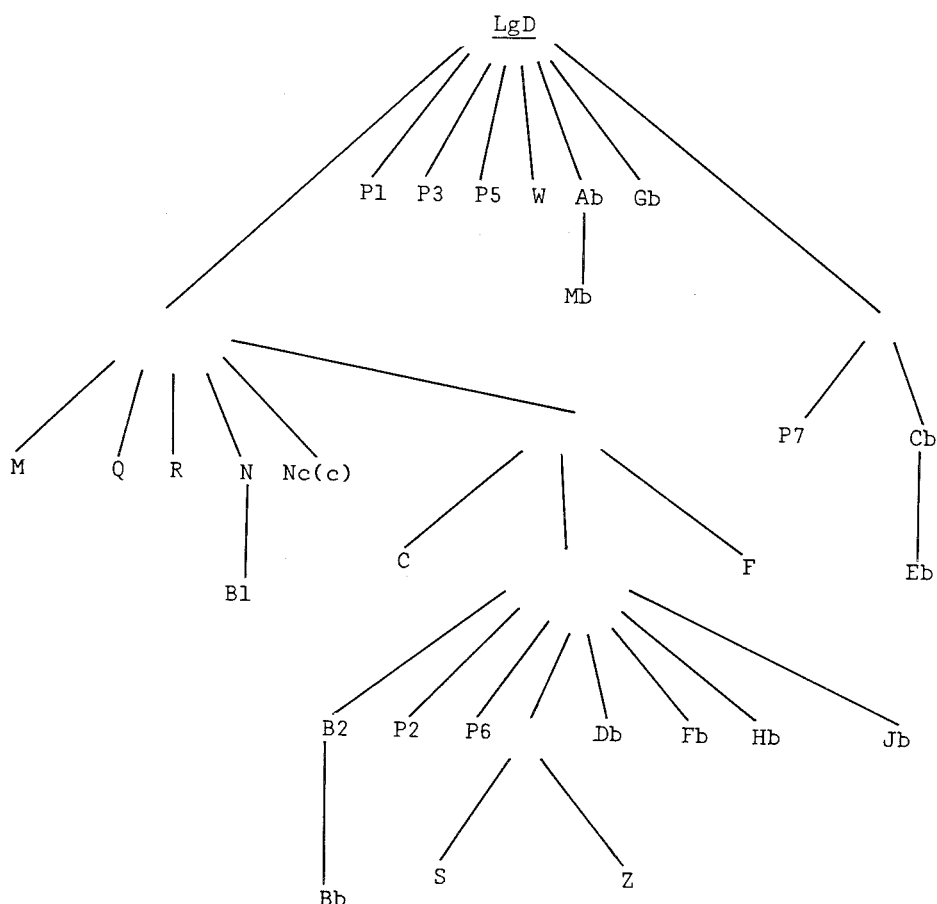 LgD
P1 P3 P5 W Ab Gb
Mb
P7 Cb
M Q R N Nc(c)
C F Eb
B1
B2 P2 P6 Db Fb Hb Jb
S Z
Bb